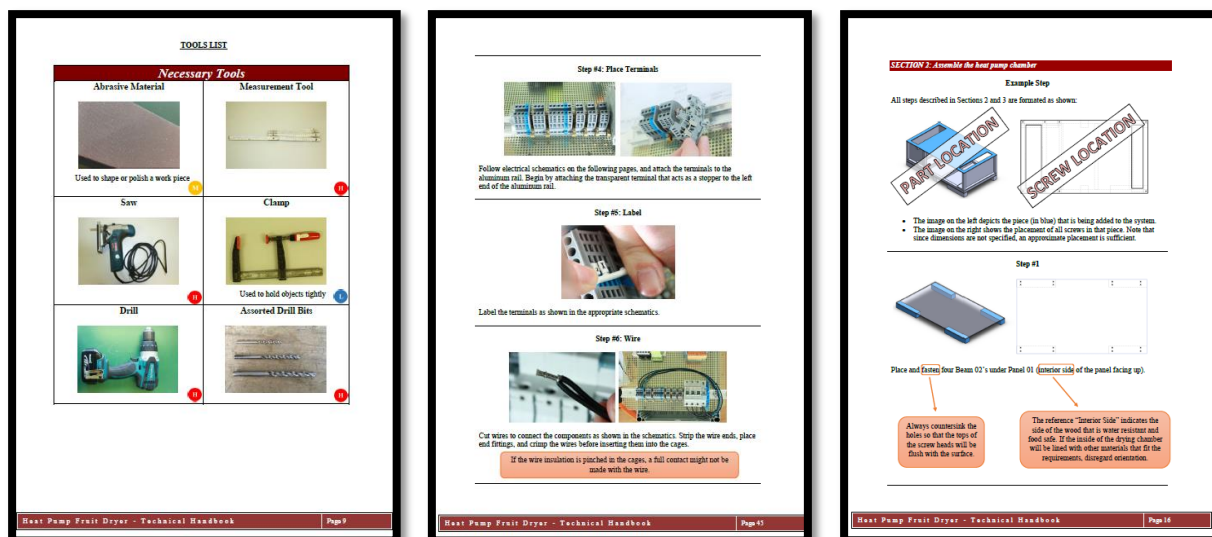 TOOLS LIST
Necessary Tools
Abrasive Material
Measurement Tool
Used to shape or polish a work piece
M
H
Saw
Clamp
H
Used to hold objects tightly
L
Drill
Assorted Drill Bits
H
H
Heat Pump Fruit Dryer - Technical Handbook
Page 9
Step #4: Place Terminals
Follow electrical schematics on the following pages, and attach the terminals to the
aluminum rail. Begin by attaching the transparent terminal that acts as a stopper to the left
end of the aluminum rail.
Step #5: Label
Label the terminals as shown in the appropriate schematics.
Step #6: Wire
Cut wires to connect the components as shown in the schematics. Strip the wire ends, place
end fittings, and crimp the wires before inserting them into the cages.
If the wire insulation is pinched in the cages, a full contact might not be
made with the wire.
Heat Pump Fruit Dryer - Technical Handbook
Page 45
SECTION 2: Assemble the heat pump chamber
Example Step
All steps described in Sections 2 and 3 are formated as shown:
PART LOCATION
SCREW LOCATION
• The image on the left depicts the piece (in blue) that is being added to the system.
• The image on the right shows the placement of all screws in that piece. Note that
since dimensions are not specified, an approximate placement is sufficient.
Step #1
Place and fasten four Beam 02's under Panel 01 (interior side of the panel facing up).
Always countersink the
holes so that the tops of
the screw heads will be
flush with the surface.
The reference "Interior Side" indicates the
side of the wood that is water resistant and
food safe. If the inside of the drying chamber
will be lined with other materials that fit the
requirements, disregard orientation.
Heat Pump Fruit Dryer - Technical Handbook
Page 16